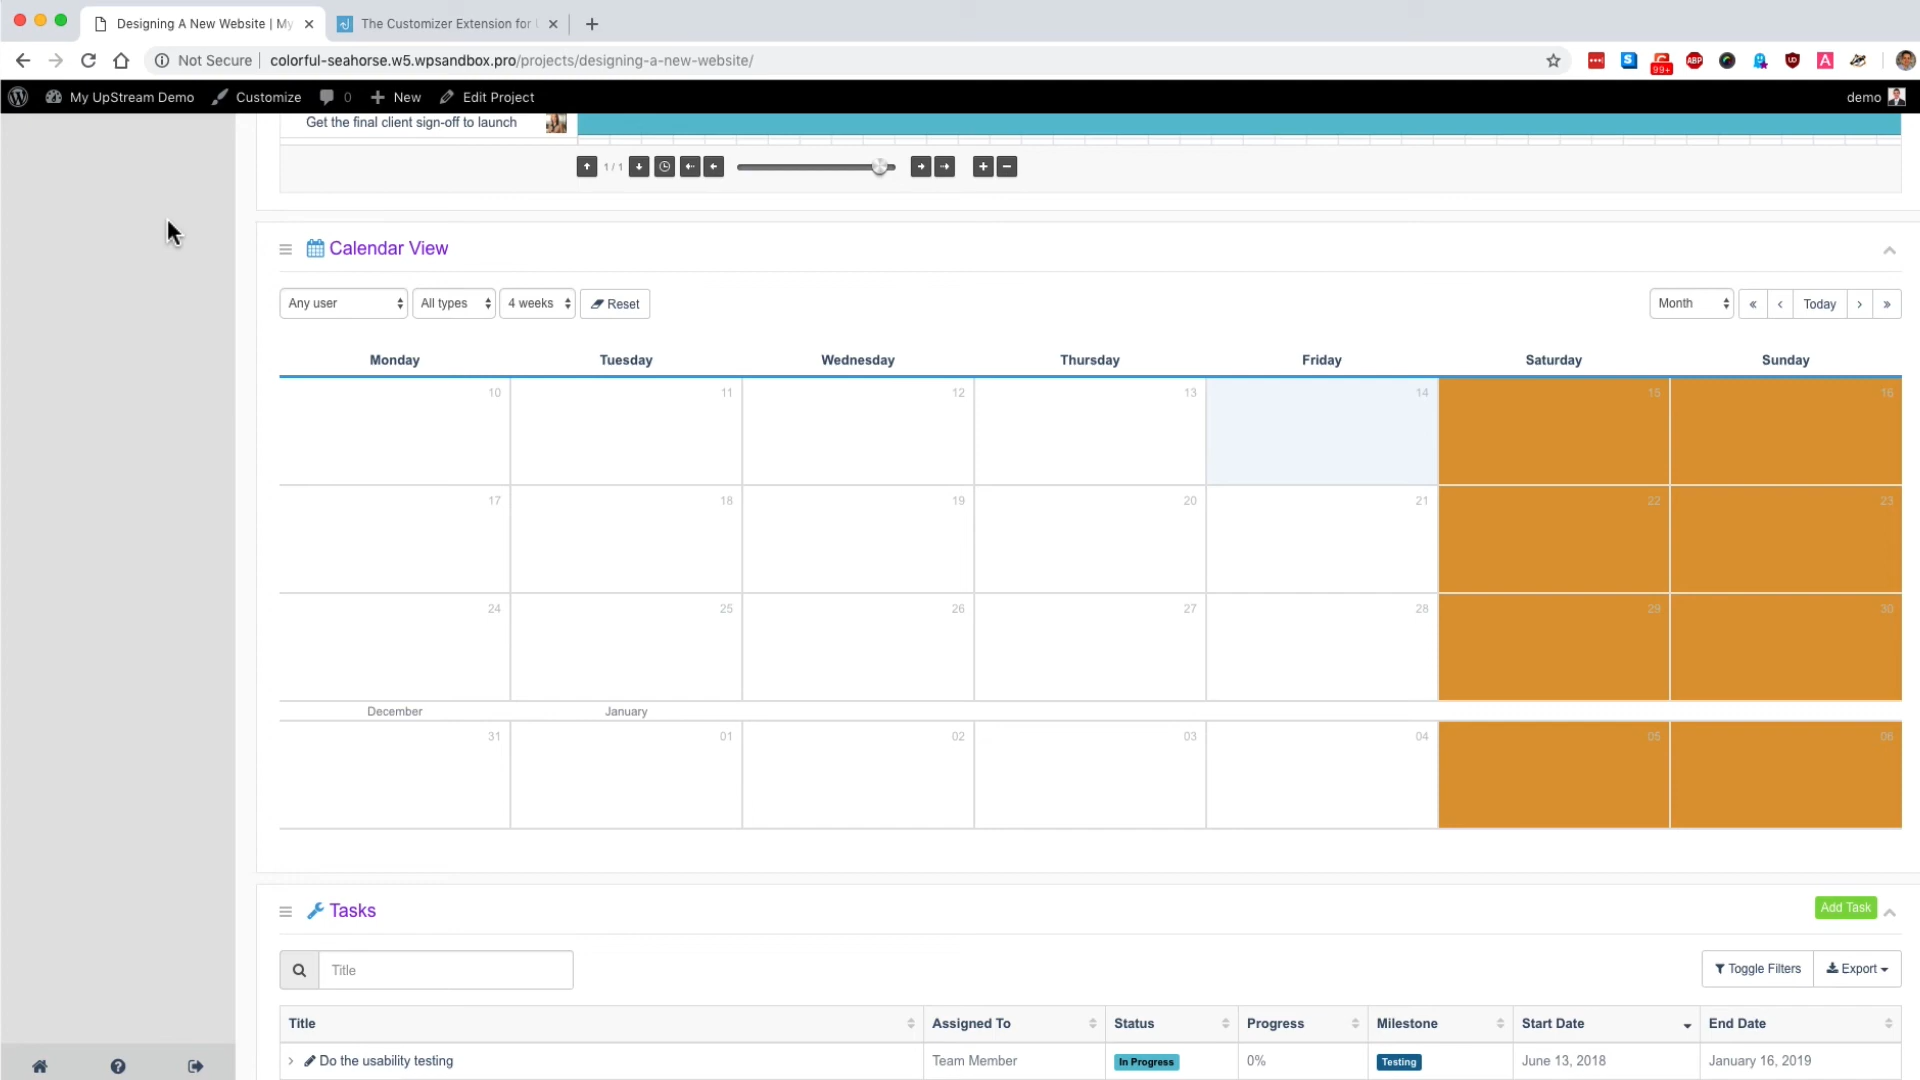 Designing A New Website | My
The Customizer Extension for
Not Secure
colorful-seahorse.w5.wpsandbox.pro/projects/designing-a-new-website/
99+
ABP
My UpStream Demo
Customize
0
New
Edit Project
demo
Get the final client sign-off to launch
1 / 1
Calendar View
Any user
All types
4 weeks
Reset
Month
«
‹
Today
›
»
Monday Tuesday Wednesday Thursday Friday Saturday Sunday
10 11 12 13 14 15 16
17 18 19 20 21 22 23
24 25 26 27 28 29 30
December January
31 01 02 03 04 05 06
Tasks
Add Task
Title
Toggle Filters
Export
Title Assigned To Status Progress Milestone Start Date End Date
Do the usability testing Team Member In Progress 0% Testing June 13, 2018 January 16, 2019